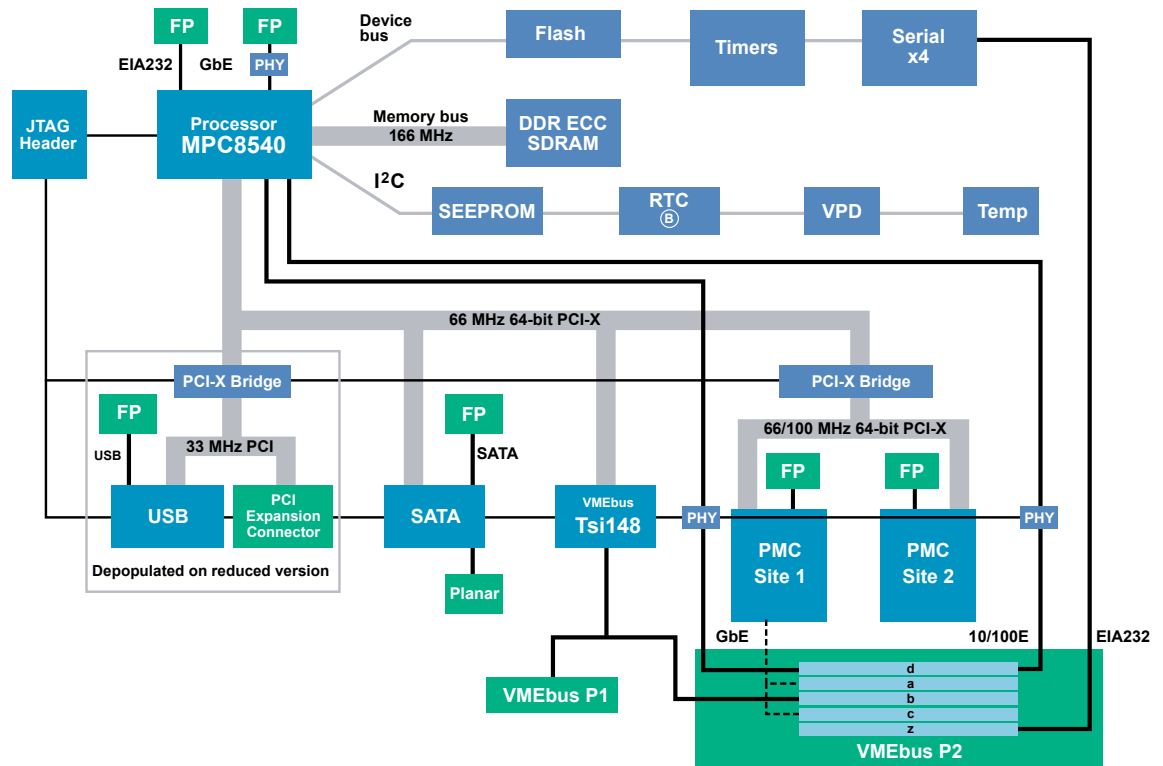 FP
FP
Device
bus
Flash
Timers
Serial
x4
EIA232
GbE
PHY
JTAG
Header
Processor
MPC8540
Memory bus
166 MHz
DDR ECC
SDRAM
I²C
SEEPROM
RTC
B
VPD
Temp
66 MHz 64-bit PCI-X
PCI-X Bridge
PCI-X Bridge
FP
FP
33 MHz PCI
66/100 MHz 64-bit PCI-X
USB
SATA
FP
FP
USB
PCI
Expansion
Connector
SATA
VMEbus
Tsi148
PHY
PHY
PMC
Site 1
PMC
Site 2
Depopulated on reduced version
Planar
GbE
10/100E
EIA232
VMEbus P1
d
a
b
c
z
VMEbus P2